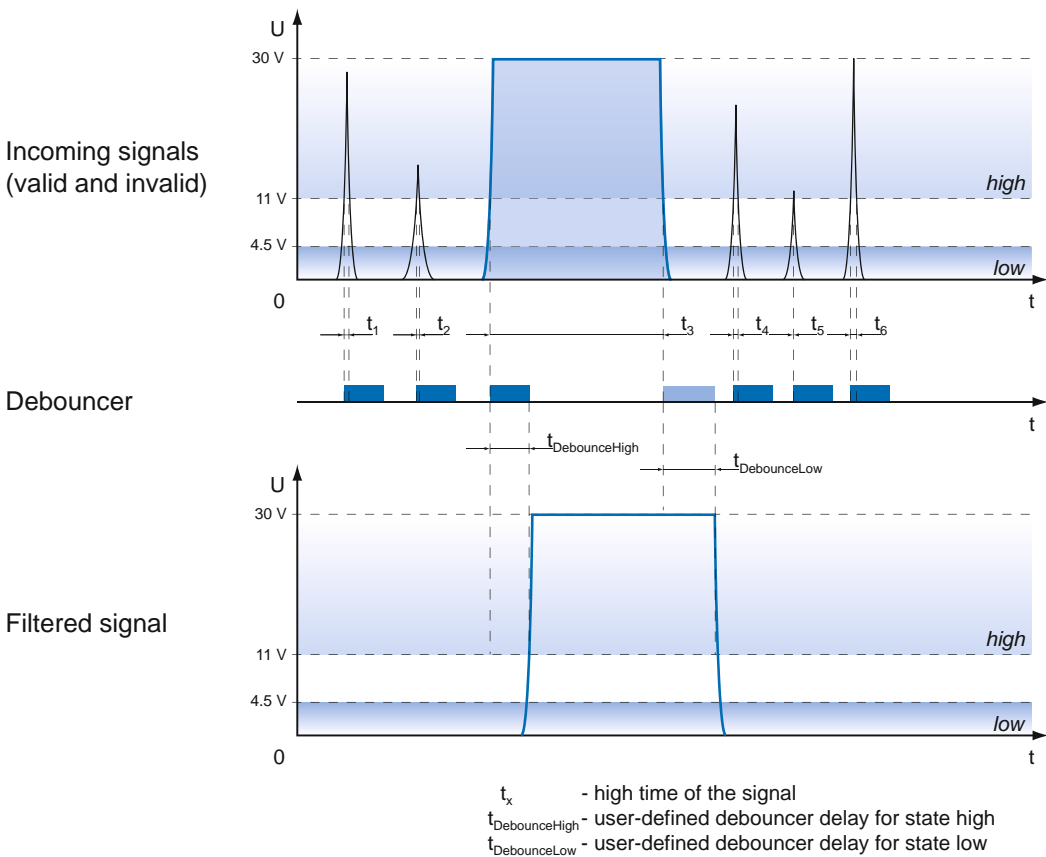 U
30 V
Incoming signals
(valid and invalid)
high
11 V
4.5 V
low
0
t
t1 t2 t3 t4 t5 t6
Debouncer
t
tDebounceHigh
tDebounceLow
U
30 V
Filtered signal
high
11 V
4.5 V
low
0
t
tx - high time of the signal
tDebounceHigh - user-defined debouncer delay for state high
tDebounceLow - user-defined debouncer delay for state low